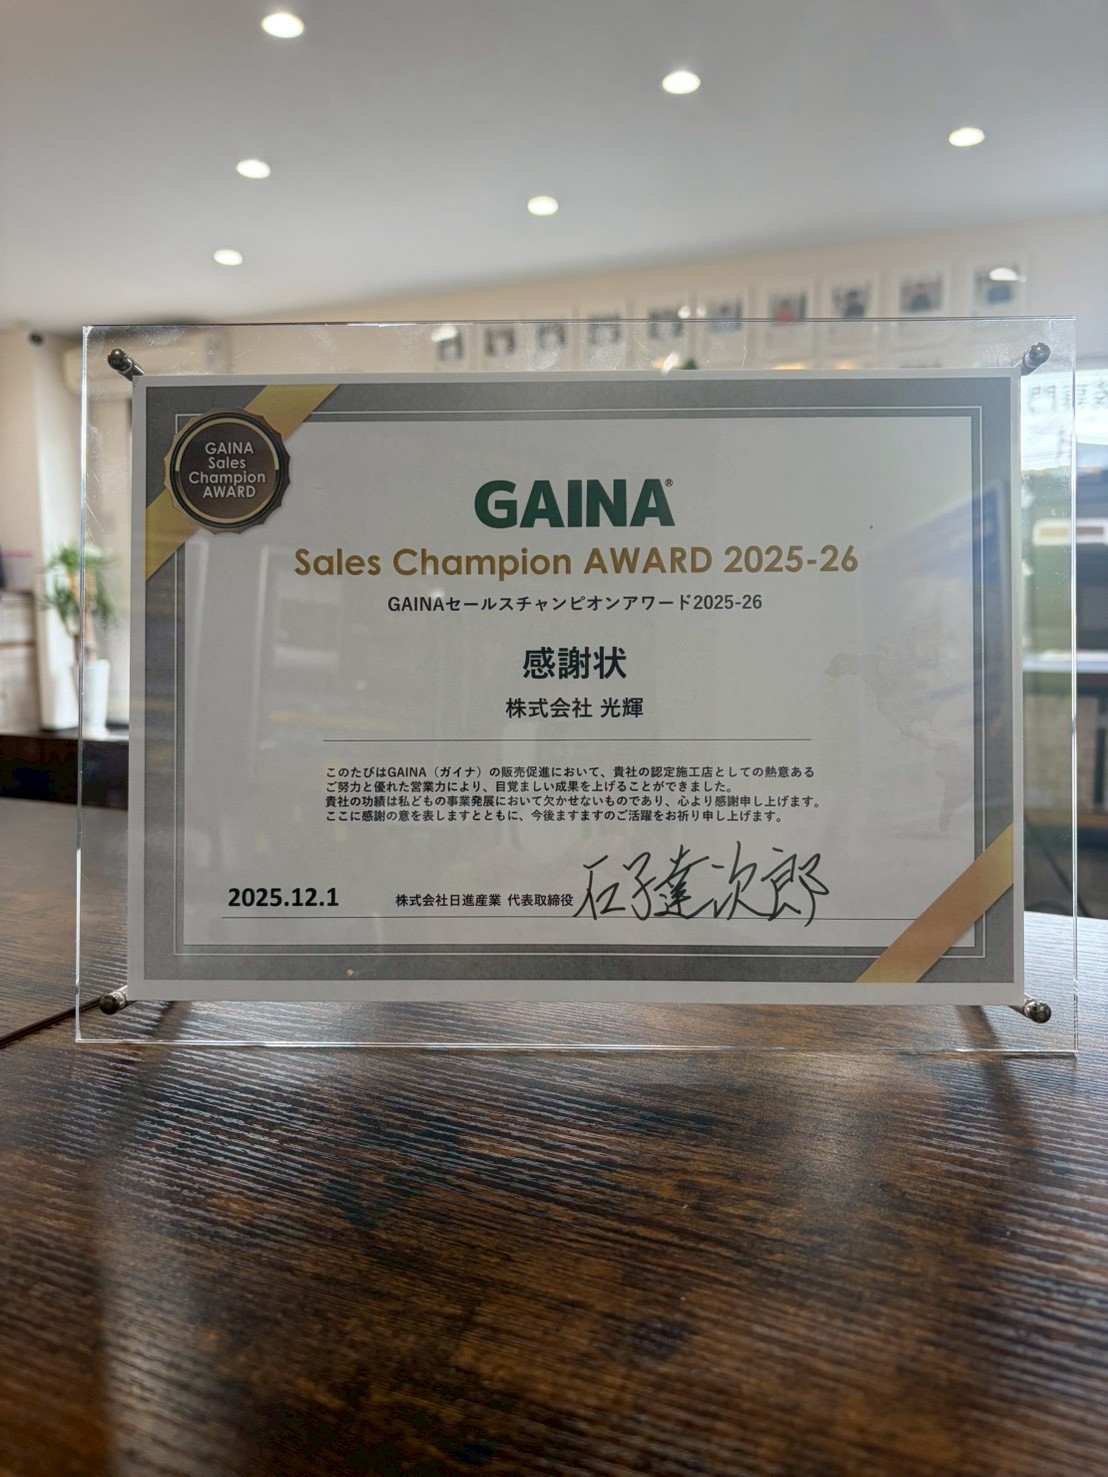 GAINA
Sales
Champion
AWARD
GAINA®
Sales Champion AWARD 2025-26
GAINAセールスチャンピオンアワード2025-26
感謝状
株式会社 光輝
このたびはGAINA（ガイナ）の販売促進において、貴社の認定施工店としての熱意ある
ご努力と優れた営業力により、目覚ましい成果を上げることができました。
貴社の功績は私どもの事業発展において欠かせないものであり、心より感謝申し上げます。
ここに感謝の意を表しますとともに、今後ますますのご活躍をお祈り申し上げます。
2025.12.1
株式会社日進産業 代表取締役 石子達次郎